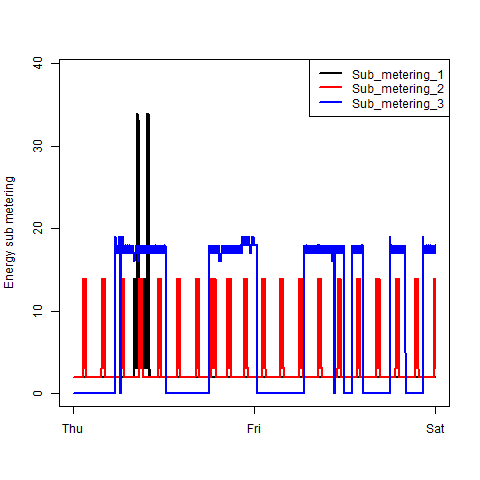 Sub_metering_1
Sub_metering_2
Sub_metering_3
Energy sub metering
40
30
20
10
0
Thu Fri Sat